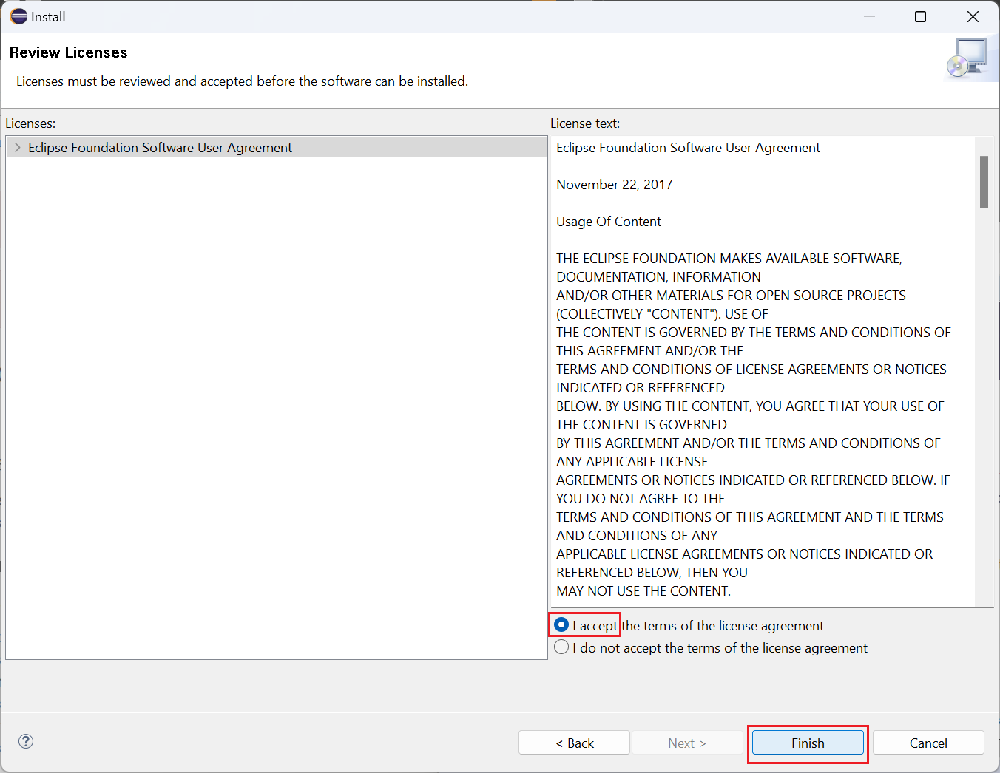 Install
Review Licenses
Licenses must be reviewed and accepted before the software can be installed.
Licenses:
Eclipse Foundation Software User Agreement
License text:
Eclipse Foundation Software User Agreement
November 22, 2017
Usage Of Content
THE ECLIPSE FOUNDATION MAKES AVAILABLE SOFTWARE,
DOCUMENTATION, INFORMATION
AND/OR OTHER MATERIALS FOR OPEN SOURCE PROJECTS
(COLLECTIVELY "CONTENT"). USE OF
THE CONTENT IS GOVERNED BY THE TERMS AND CONDITIONS OF
THIS AGREEMENT AND/OR THE
TERMS AND CONDITIONS OF LICENSE AGREEMENTS OR NOTICES
INDICATED OR REFERENCED
BELOW. BY USING THE CONTENT, YOU AGREE THAT YOUR USE OF
THE CONTENT IS GOVERNED
BY THIS AGREEMENT AND/OR THE TERMS AND CONDITIONS OF
ANY APPLICABLE LICENSE
AGREEMENTS OR NOTICES INDICATED OR REFERENCED BELOW. IF
YOU DO NOT AGREE TO THE
TERMS AND CONDITIONS OF THIS AGREEMENT AND THE TERMS
AND CONDITIONS OF ANY
APPLICABLE LICENSE AGREEMENTS OR NOTICES INDICATED OR
REFERENCED BELOW, THEN YOU
MAY NOT USE THE CONTENT.
I accept the terms of the license agreement
I do not accept the terms of the license agreement
?
< Back
Next >
Finish
Cancel